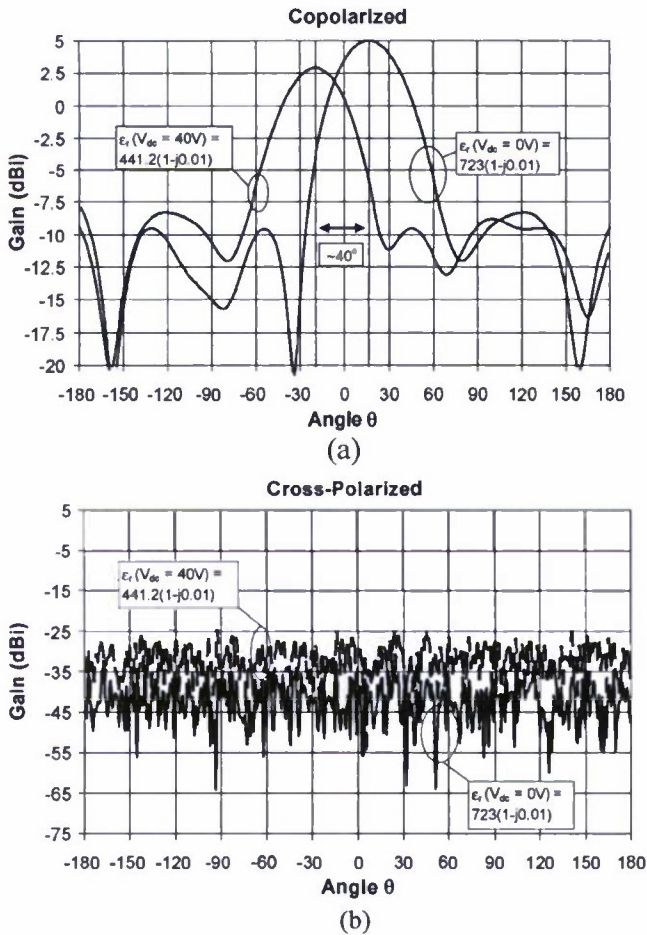 Copolarized
5
2.5
0
-2.5
-5
-7.5
-10
-12.5
-15
-17.5
-20
Gain (dBi)
εr (Vdc = 40V) =
441.2(1-j0.01)
εr (Vdc = 0V) =
723(1-j0.01)
~40°
-180 -150 -120 -90 -60 -30 0 30 60 90 120 150 180
Angle θ
(a)
Cross-Polarized
5
-5
-15
-25
-35
-45
-55
-65
-75
Gain (dBi)
εr (Vdc = 40V) =
441.2(1-j0.01)
εr (Vdc = 0V) =
723(1-j0.01)
-180 -150 -120 -90 -60 -30 0 30 60 90 120 150 180
Angle θ
(b)